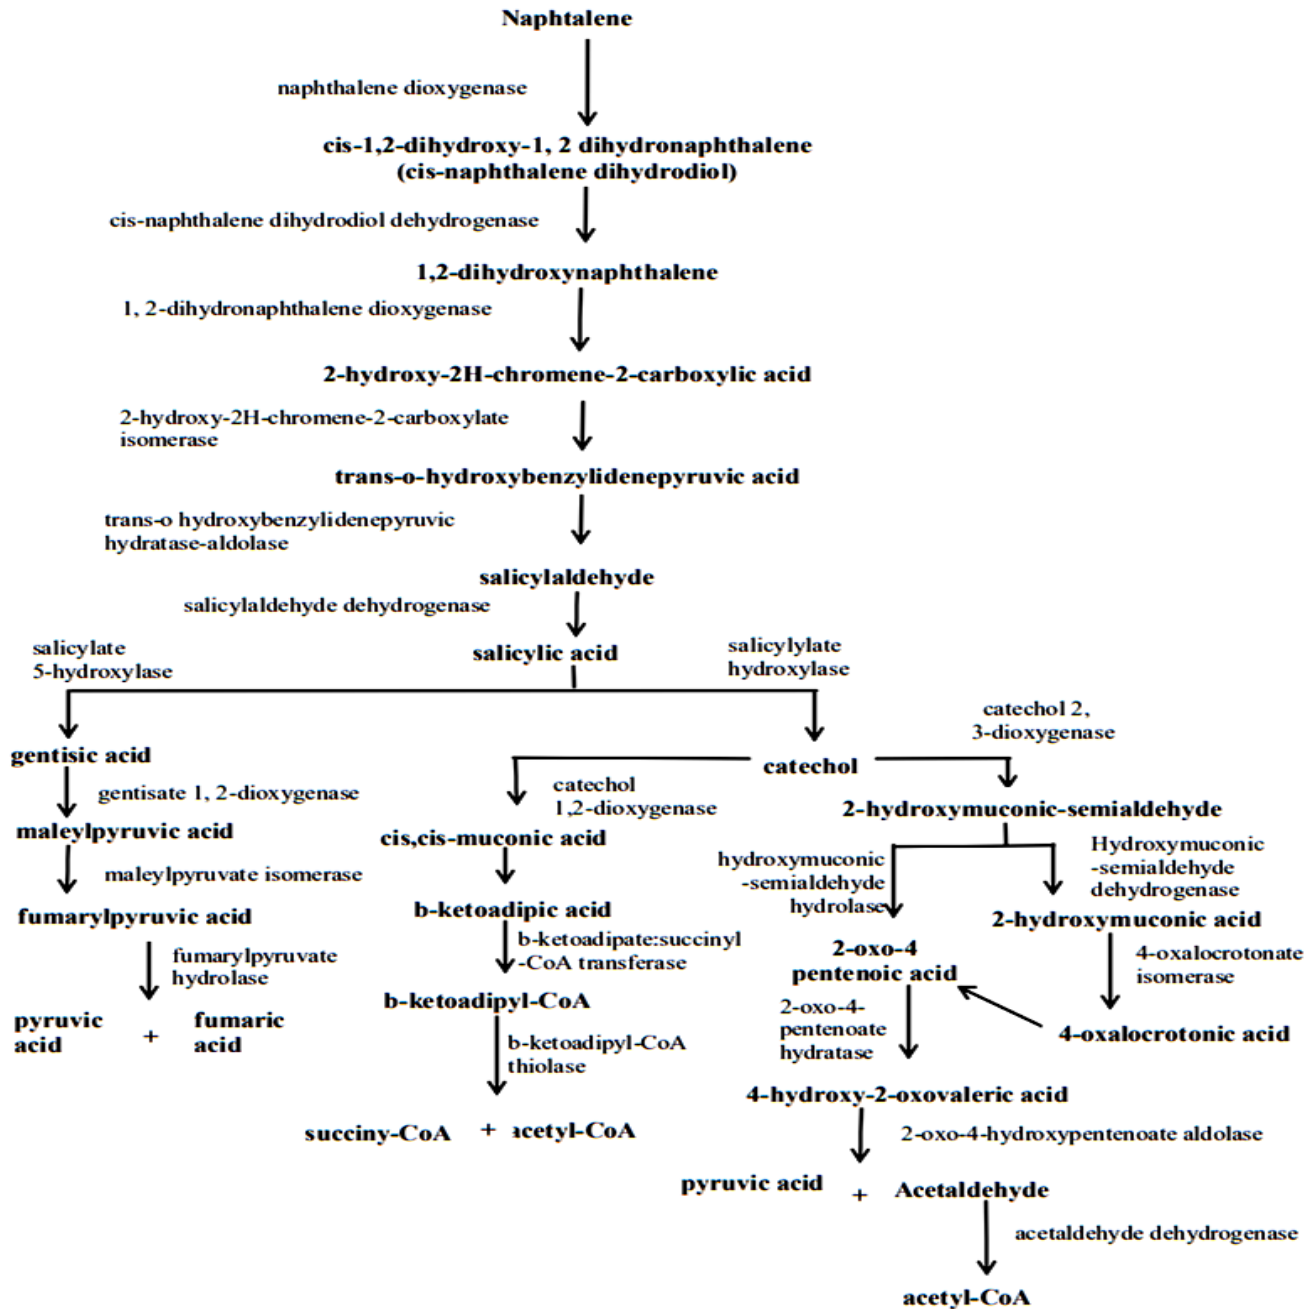 Naphtalene
naphthalene dioxygenase
cis-1,2-dihydroxy-1, 2 dihydronaphthalene
(cis-naphthalene dihydrodiol)
cis-naphthalene dihydrodiol dehydrogenase
1,2-dihydroxynaphthalene
1, 2-dihydronaphthalene dioxygenase
2-hydroxy-2H-chromene-2-carboxylic acid
2-hydroxy-2H-chromene-2-carboxylate
isomerase
trans-o-hydroxybenzylidenepyruvic acid
trans-o hydroxybenzylidenepyruvic
hydratase-aldolase
salicylaldehyde
salicylaldehyde dehydrogenase
salicylic acid
salicylate
5-hydroxylase
salicylylate
hydroxylase
gentisic acid
gentisate 1, 2-dioxygenase
maleylpyruvic acid
maleylpyruvate isomerase
fumarylpyruvic acid
fumarylpyruvate
hydrolase
pyruvic
acid
+
fumaric
acid
catechol
catechol
1,2-dioxygenase
cis,cis-muconic acid
b-ketoadipic acid
b-ketoadipate:succinyl
-CoA transferase
b-ketoadipyl-CoA
b-ketoadipyl-CoA
thiolase
succiny-CoA + acetyl-CoA
catechol 2,
3-dioxygenase
2-hydroxymuconic-semialdehyde
hydroxymuconic
-semialdehyde
hydrolase
Hydroxymuconic
-semialdehyde
dehydrogenase
2-hydroxymuconic acid
4-oxalocrotonate
isomerase
4-oxalocrotonic acid
2-oxo-4
pentenoic acid
2-oxo-4-
pentenoate
hydratase
4-hydroxy-2-oxovaleric acid
2-oxo-4-hydroxypentenoate aldolase
pyruvic acid + Acetaldehyde
acetaldehyde dehydrogenase
acetyl-CoA